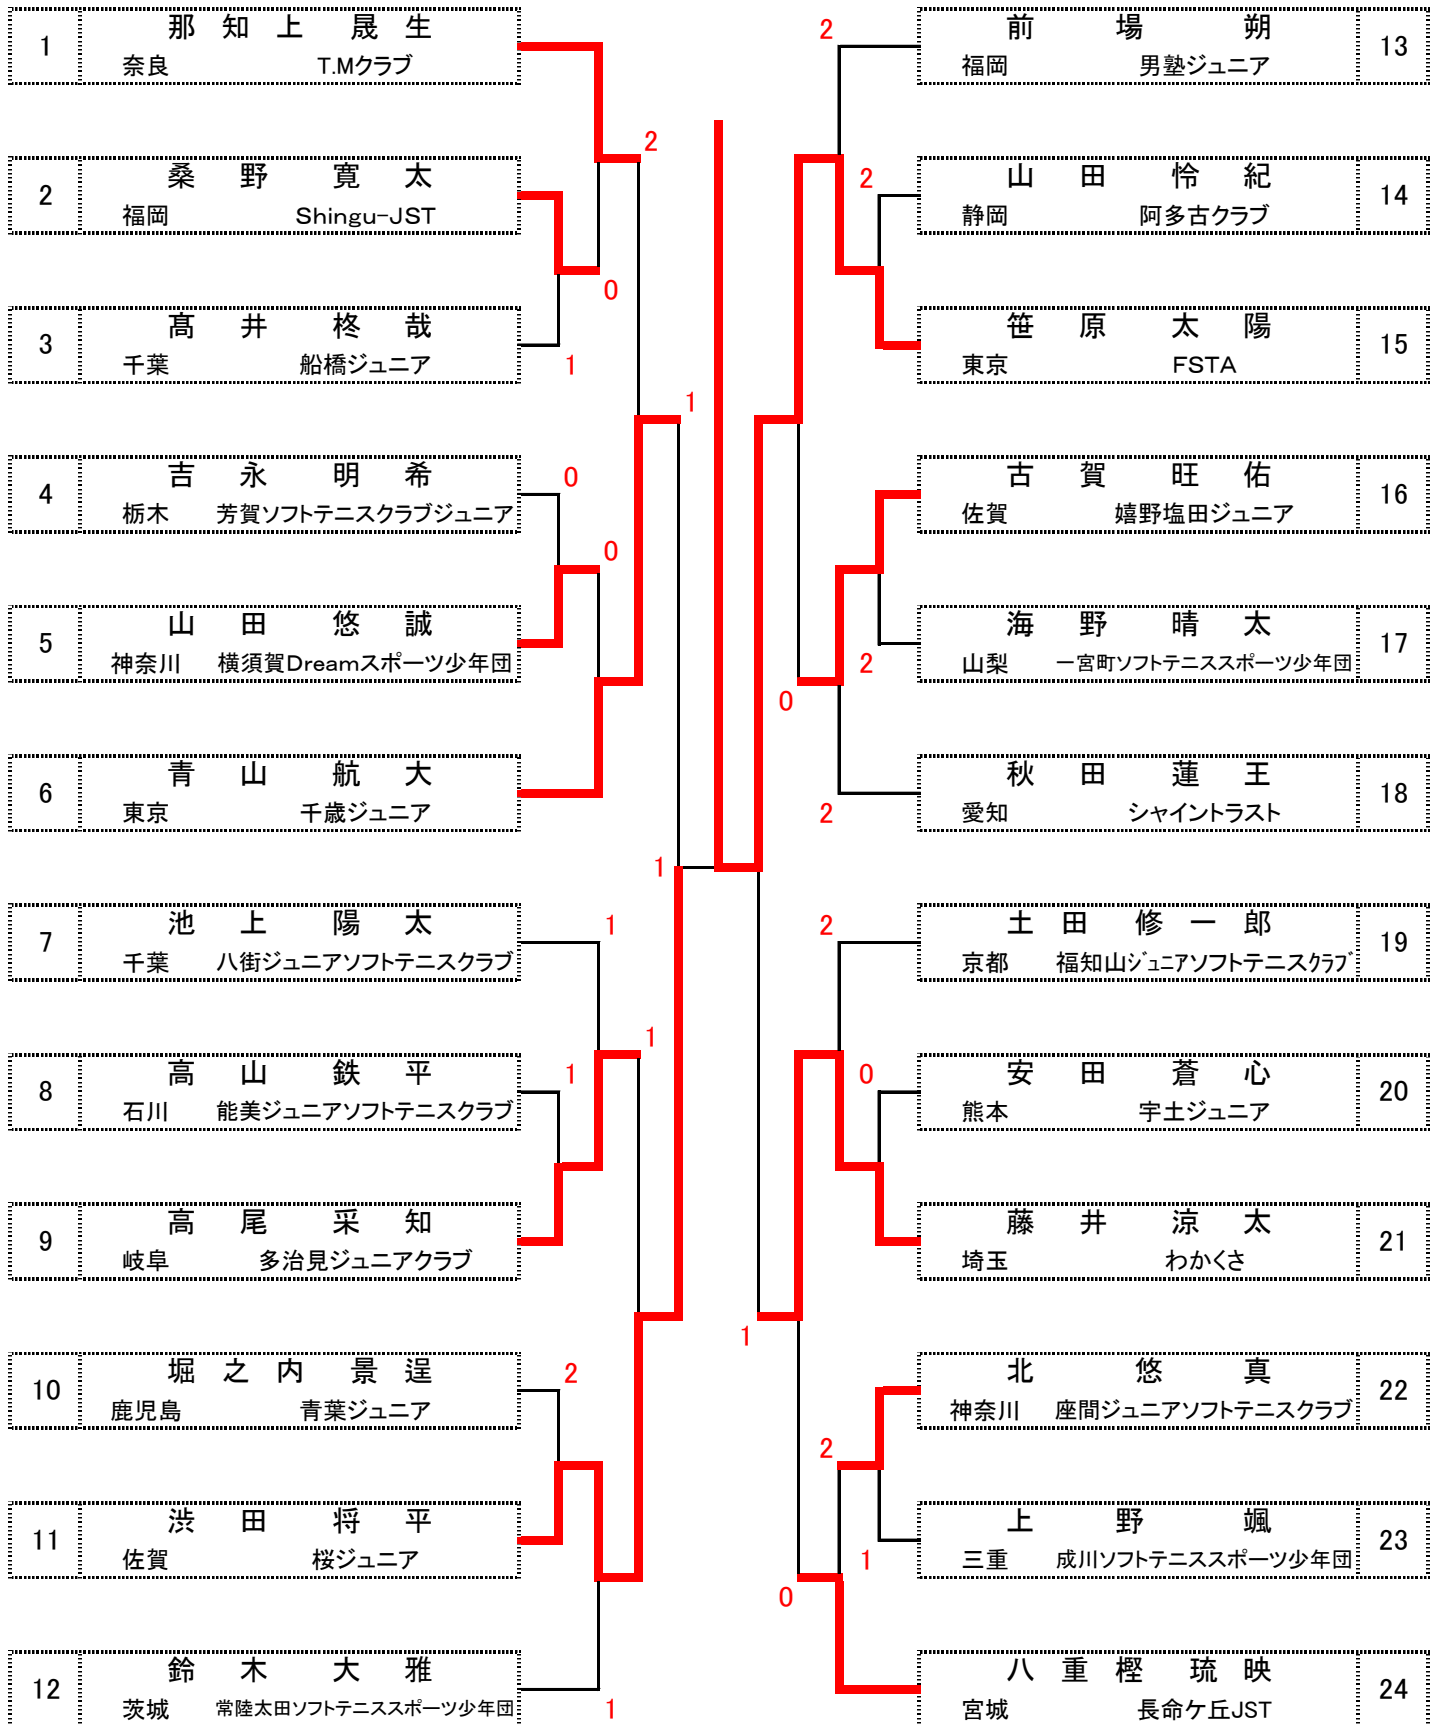 1 那知上 晟生
奈良 T.Mクラブ
2 桑野 寛太
福岡 Shingu-JST
3 髙井 柊哉
千葉 船橋ジュニア
4 吉永 明希
栃木 芳賀ソフトテニスクラブジュニア
5 山田 悠誠
神奈川 横須賀Dreamスポーツ少年団
6 青山 航大
東京 千歳ジュニア
7 池上 陽太
千葉 八街ジュニアソフトテニスクラブ
8 高山 鉄平
石川 能美ジュニアソフトテニスクラブ
9 高尾 采知
岐阜 多治見ジュニアクラブ
10 堀之内 景逞
鹿児島 青葉ジュニア
11 渋田 将平
佐賀 桜ジュニア
12 鈴木 大雅
茨城 常陸太田ソフトテニススポーツ少年団
2
0
1
1
0
0
1
1
1
1
2
1
2
2
2
0
2
2
0
1
2
1
0
前場 朔 13
福岡 男塾ジュニア
山田 怜紀 14
静岡 阿多古クラブ
笹原 太陽 15
東京 FSTA
古賀 旺佑 16
佐賀 嬉野塩田ジュニア
海野 晴太 17
山梨 一宮町ソフトテニススポーツ少年団
秋田 蓮王 18
愛知 シャイントラスト
土田 修一郎 19
京都 福知山ジュニアソフトテニスクラブ
安田 蒼心 20
熊本 宇土ジュニア
藤井 涼太 21
埼玉 わかくさ
北 悠真 22
神奈川 座間ジュニアソフトテニスクラブ
上野 颯 23
三重 成川ソフトテニススポーツ少年団
八重樫 琉映 24
宮城 長命ケ丘JST